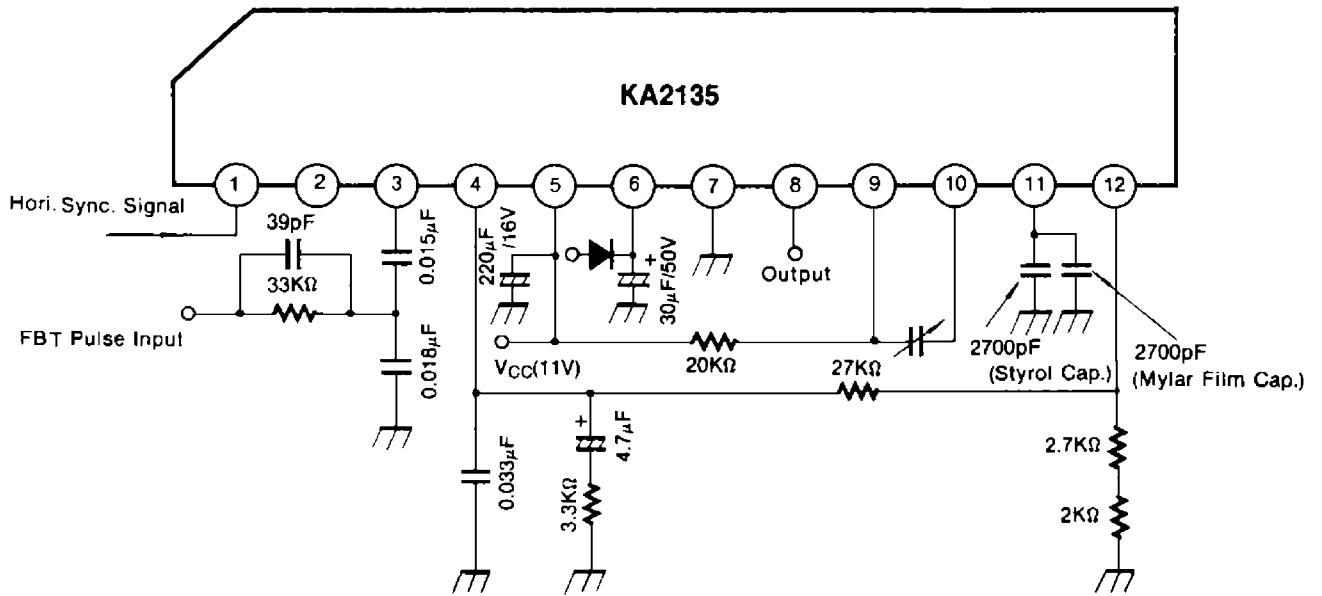 KA2135
1 2 3 4 5 6 7 8 9 10 11 12
Hori. Sync. Signal
39pF
33KΩ
FBT Pulse Input
0.015μF
0.018μF
220μF
/16V
+
30μF/50V
Output
VCC(11V)
20KΩ
27KΩ
2700pF
(Styrol Cap.)
2700pF
(Mylar Film Cap.)
0.033μF
+
4.7μF
3.3KΩ
2.7KΩ
2KΩ